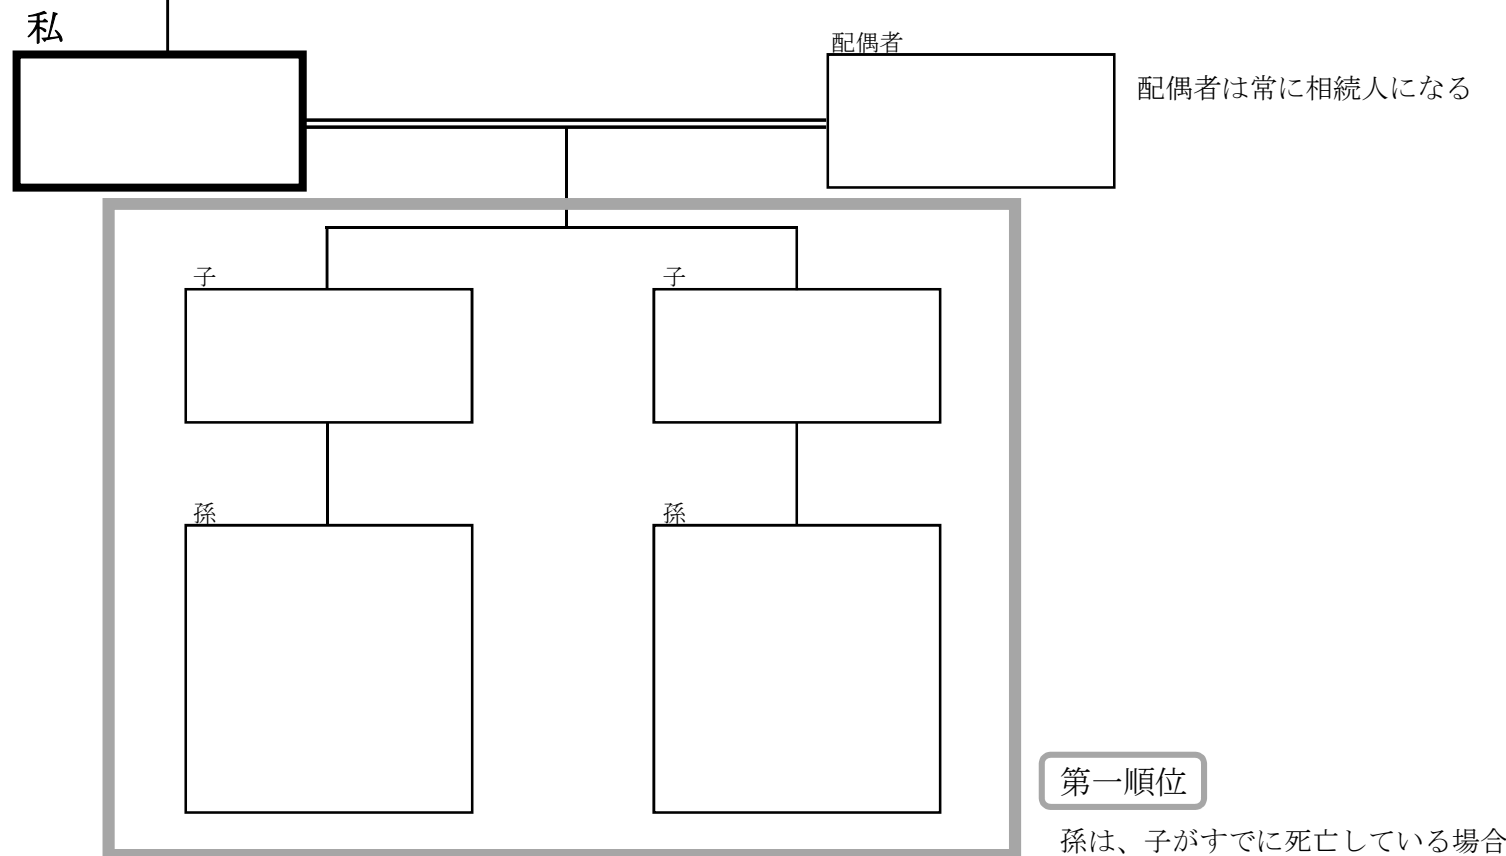 私
配偶者
配偶者は常に相続人になる
子
子
孫
孫
第一順位
孫は、子がすでに死亡している場合